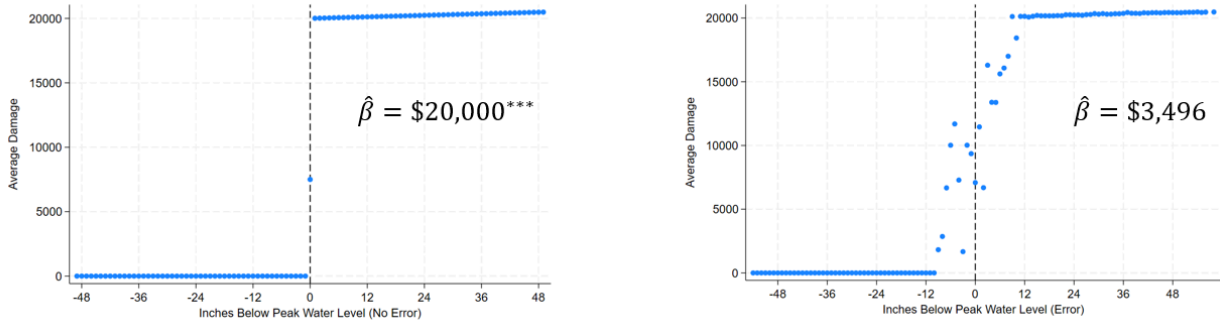 20000
15000
10000
5000
0
Average Damage
β̂ = $20,000***
-48 -36 -24 -12 0 12 24 36 48
Inches Below Peak Water Level (No Error)
20000
15000
10000
5000
0
Average Damage
β̂ = $3,496
-48 -36 -24 -12 0 12 24 36 48
Inches Below Peak Water Level (Error)